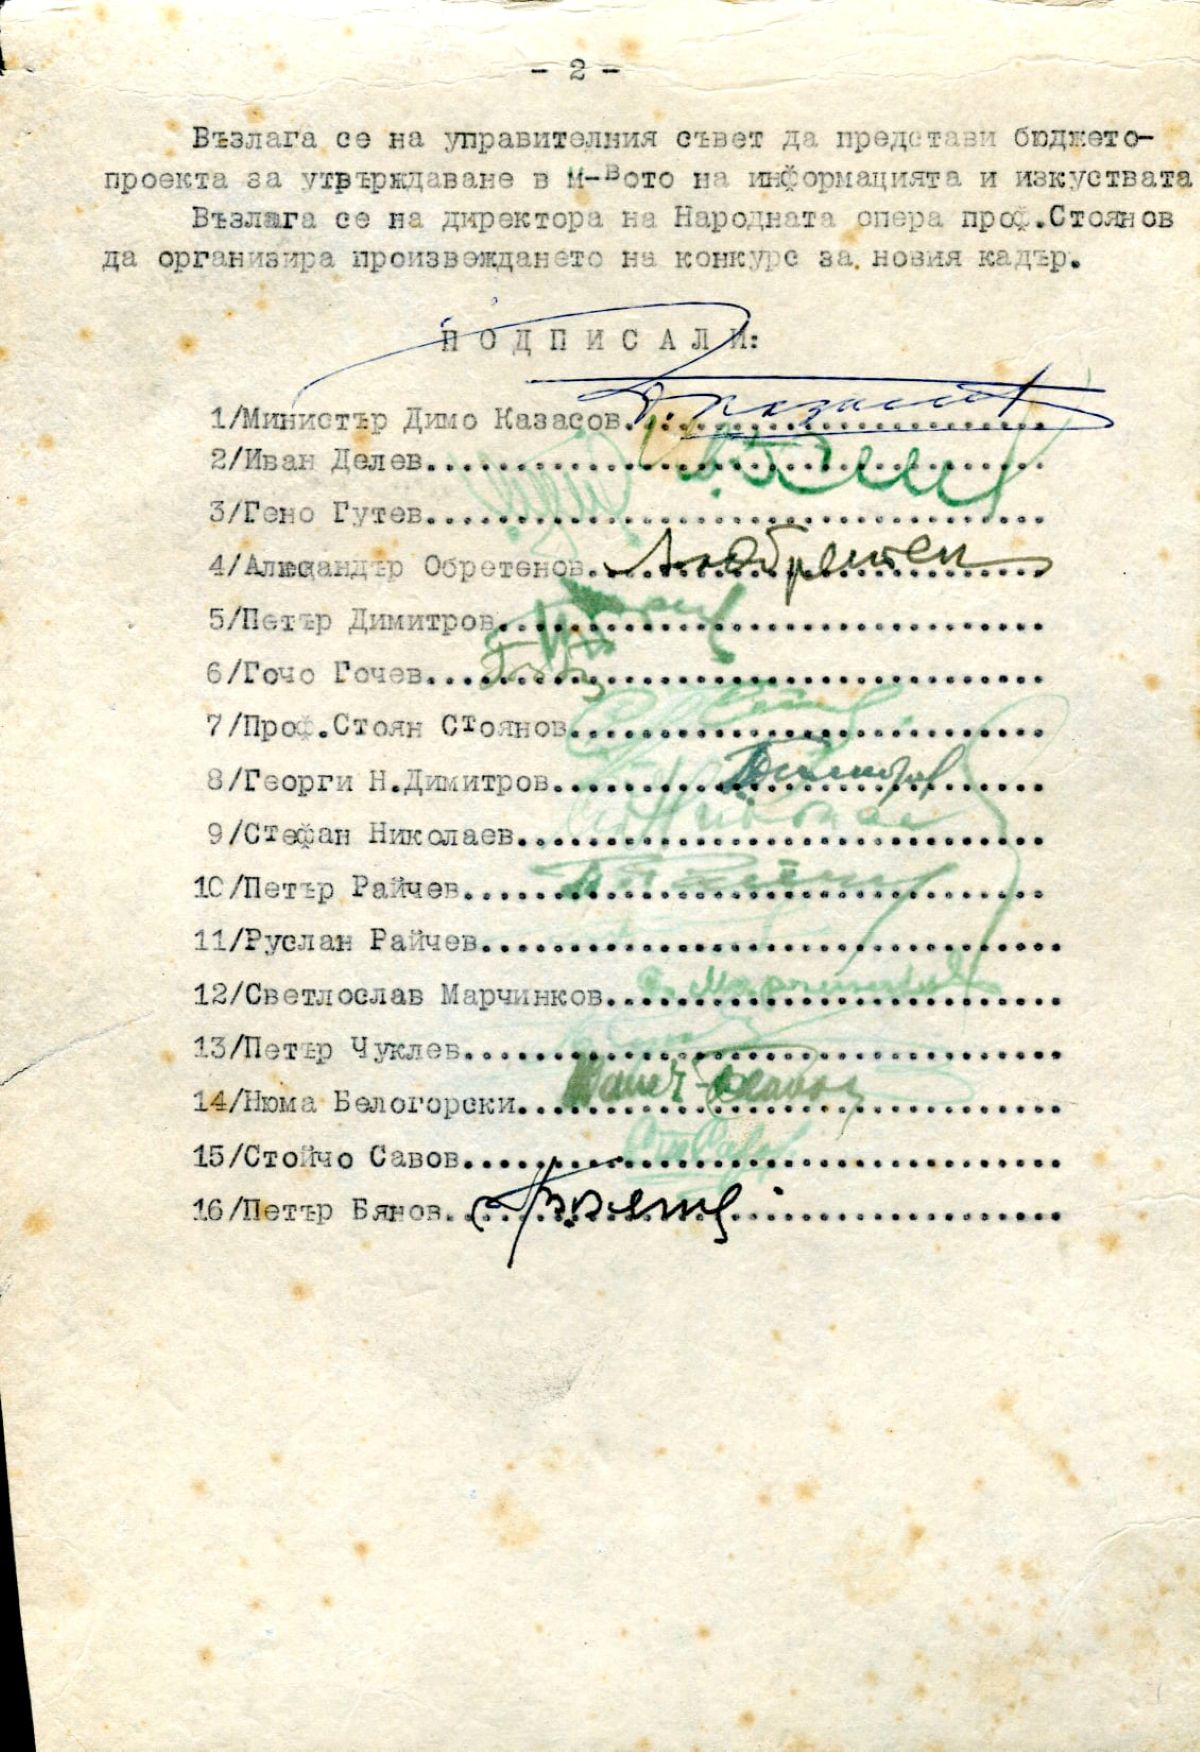 - 2 -
Възлага се на управителния съвет да представи бюджето-
проекта за утвърждаване в м-вото на информацията и изкуствата
Възлага се на директора на Народната опера проф.Стоянов
да организира произвеждането на конкурс за новия кадър.
П О Д П И С А Л И:
1/Министър Димо Казасов..............................
2/Иван Делев..............................
3/Гено Гутев..............................
4/Александър Обретенов..............................
5/Петър Димитров..............................
6/Гочо Гочев..............................
7/Проф.Стоян Стоянов..............................
8/Георги Н.Димитров..............................
9/Стефан Николаев..............................
10/Петър Райчев..............................
11/Руслан Райчев..............................
12/Светлослав Марчинков..............................
13/Петър Чуклев..............................
14/Нюма Белогорски..............................
15/Стойчо Савов..............................
16/Петър Бянов..............................